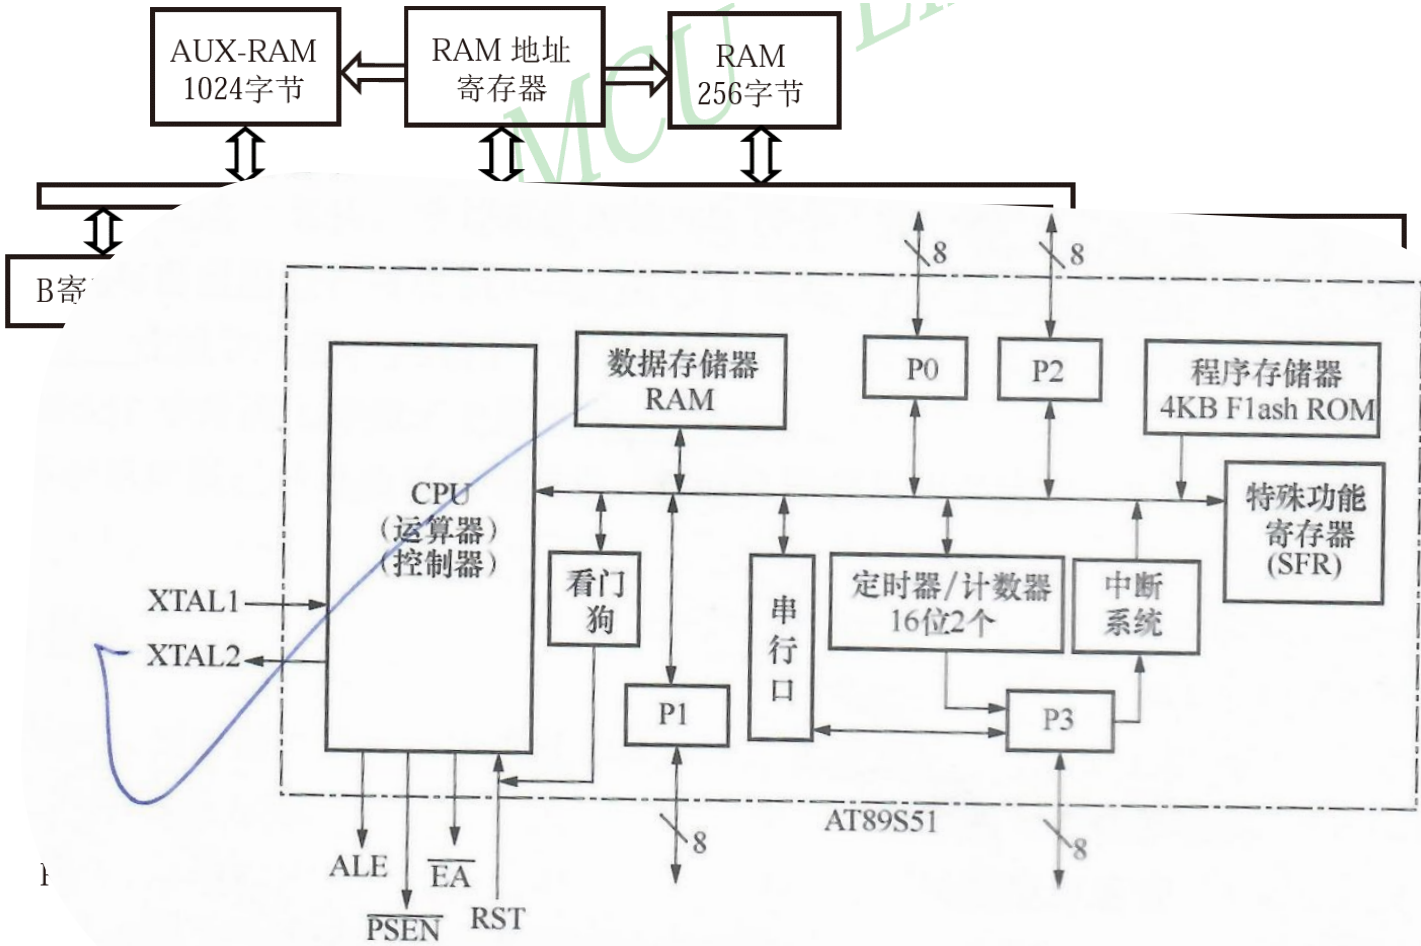 AUX-RAM
1024字节
RAM 地址
寄存器
RAM
256字节
MCU
B寄
8
8
数据存储器
RAM
P0
P2
程序存储器
4KB Flash ROM
CPU
(运算器)
(控制器)
特殊功能
寄存器
(SFR)
看门
狗
串
行
口
定时器/计数器
16位2个
中断
系统
XTAL1
XTAL2
P1
P3
AT89S51
8
8
ALE
EA
PSEN
RST